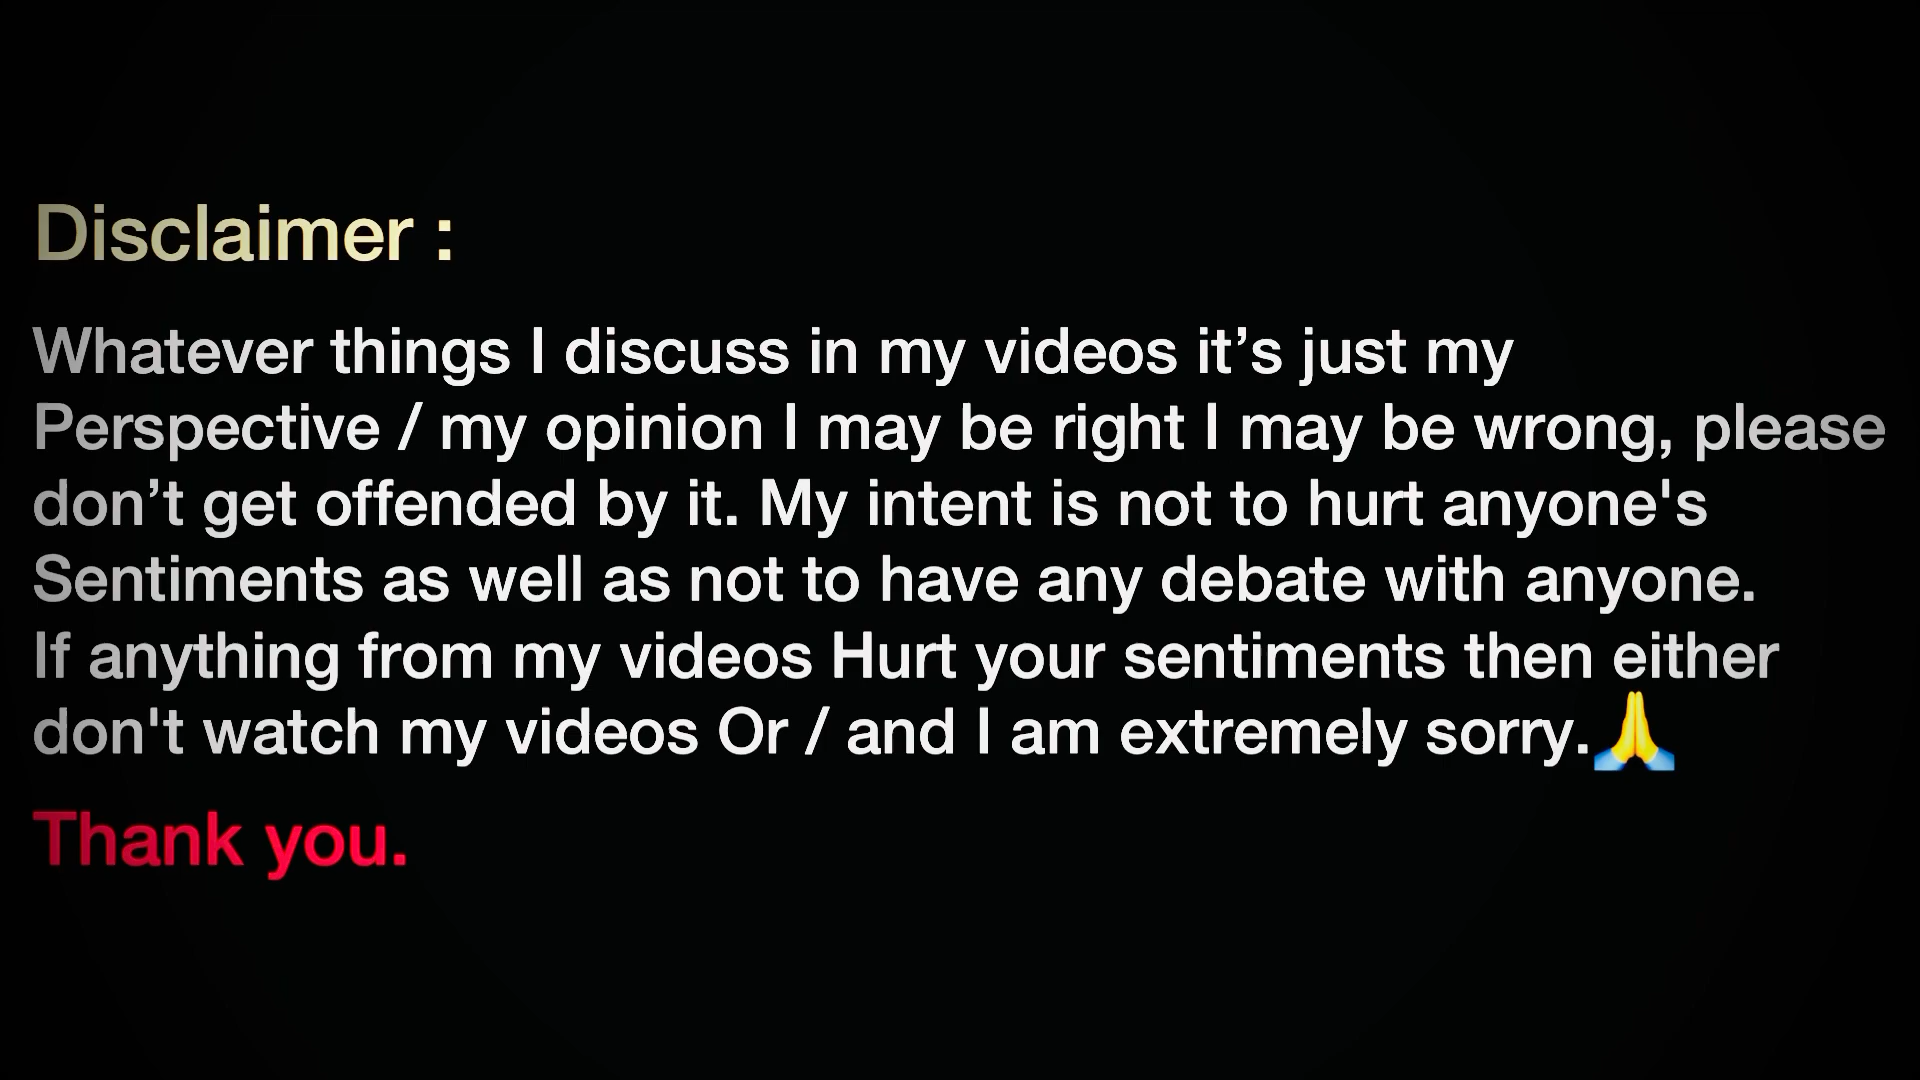 Disclaimer :
Whatever things I discuss in my videos it’s just my
Perspective / my opinion I may be right I may be wrong, please
don’t get offended by it. My intent is not to hurt anyone's
Sentiments as well as not to have any debate with anyone.
If anything from my videos Hurt your sentiments then either
don't watch my videos Or / and I am extremely sorry.🙏
Thank you.